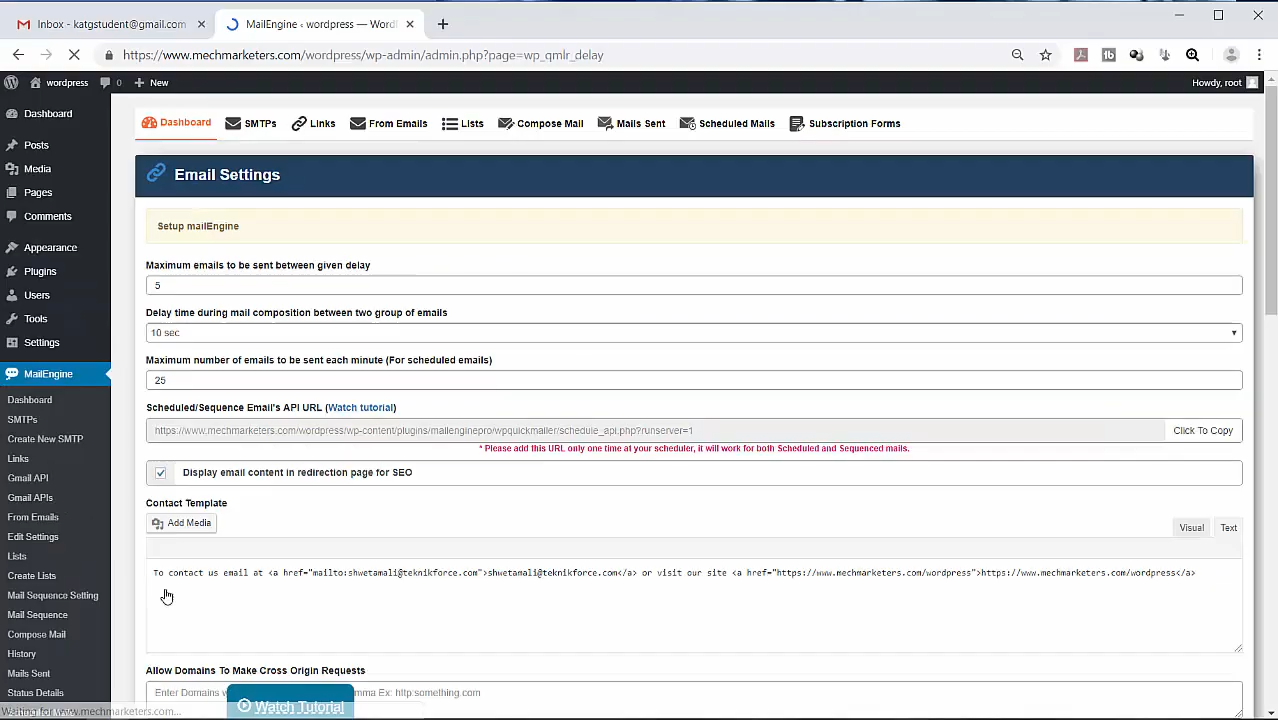 Inbox - katgstudent@gmail.com
MailEngine ‹ wordpress — Word
https://www.mechmarketers.com/wordpress/wp-admin/admin.php?page=wp_qmlr_delay
wordpress 0 + New Howdy, root
Dashboard
Posts
Media
Pages
Comments
Appearance
Plugins
Users
Tools
Settings
MailEngine
Dashboard
SMTPs
Create New SMTP
Links
Gmail API
Gmail APIs
From Emails
Edit Settings
Lists
Create Lists
Mail Sequence Setting
Mail Sequence
Compose Mail
History
Mails Sent
Status Details
Dashboard SMTPs Links From Emails Lists Compose Mail Mails Sent Scheduled Mails Subscription Forms
Email Settings
Setup mailEngine
Maximum emails to be sent between given delay
5
Delay time during mail composition between two group of emails
10 sec
Maximum number of emails to be sent each minute (For scheduled emails)
25
Scheduled/Sequence Email's API URL (Watch tutorial)
https://www.mechmarketers.com/wordpress/wp-content/plugins/mailenginepro/wpquickmailer/schedule_api.php?runserver=1 Click To Copy
* Please add this URL only one time at your scheduler, it will work for both Scheduled and Sequenced mails.
Display email content in redirection page for SEO
Contact Template
Add Media Visual Text
To contact us email at <a href="mailto:shwetamali@teknikforce.com">shwetamali@teknikforce.com</a> or visit our site <a href="https://www.mechmarketers.com/wordpress">https://www.mechmarketers.com/wordpress</a>
Allow Domains To Make Cross Origin Requests
Enter Domains mma Ex: http:something.com
Watch Tutorial
Waiting for www.mechmarketers.com...